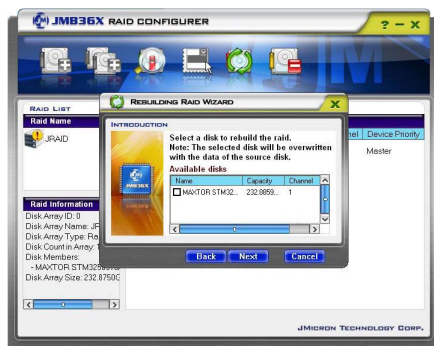 JMB36X RAID CONFIGURER
? – X
RAID LIST
Raid Name
JRAID
Device Priority
Master
REBUILDING RAID WIZARD
X
INTRODUCTION
JMB36X
Select a disk to rebuild the raid.
Note: The selected disk will be overwritten
with the data of the source disk.
Available disks
Name Capacity Channel
MAXTOR STM32... 232.8859... 1
Back Next Cancel
Raid Information
Disk Array ID: 0
Disk Array Name: JR
Disk Array Type: Ra
Disk Count in Array:
Disk Members:
- MAXTOR STM325
Disk Array Size: 232.8750G
JMICRON TECHNOLOGY CORP.